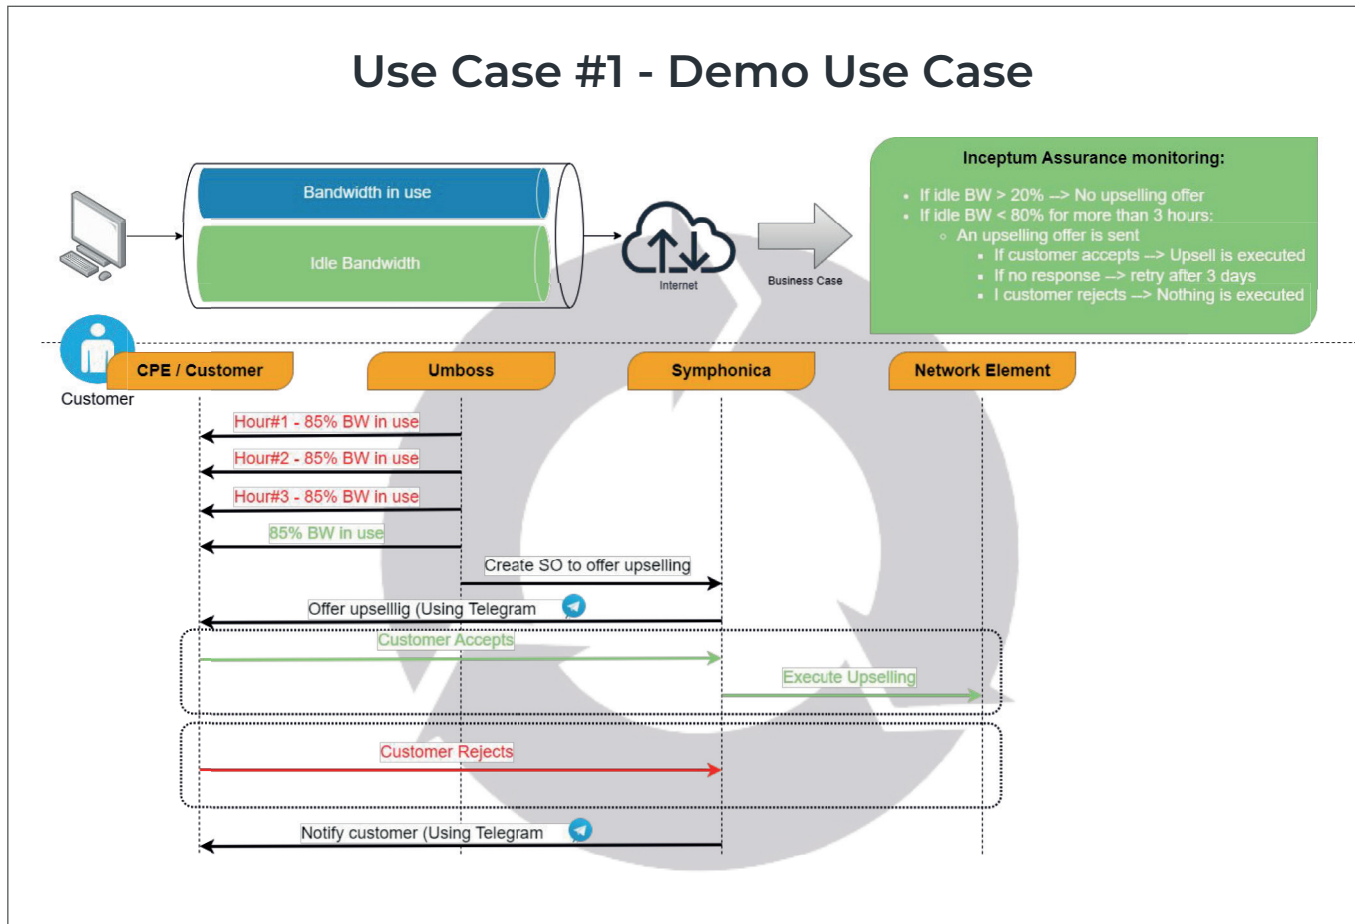 Use Case #1 - Demo Use Case
Bandwidth in use
Idle Bandwidth
Internet
Business Case
Inceptum Assurance monitoring:
If idle BW > 20% --> No upselling offer
If idle BW < 80% for more than 3 hours:
An upselling offer is sent
If customer accepts --> Upsell is executed
If no response --> retry after 3 days
I customer rejects --> Nothing is executed
Customer
CPE / Customer
Umboss
Symphonica
Network Element
Hour#1 - 85% BW in use
Hour#2 - 85% BW in use
Hour#3 - 85% BW in use
85% BW in use
Create SO to offer upselling
Offer upselllig (Using Telegram
Customer Accepts
Execute Upselling
Customer Rejects
Notify customer (Using Telegram